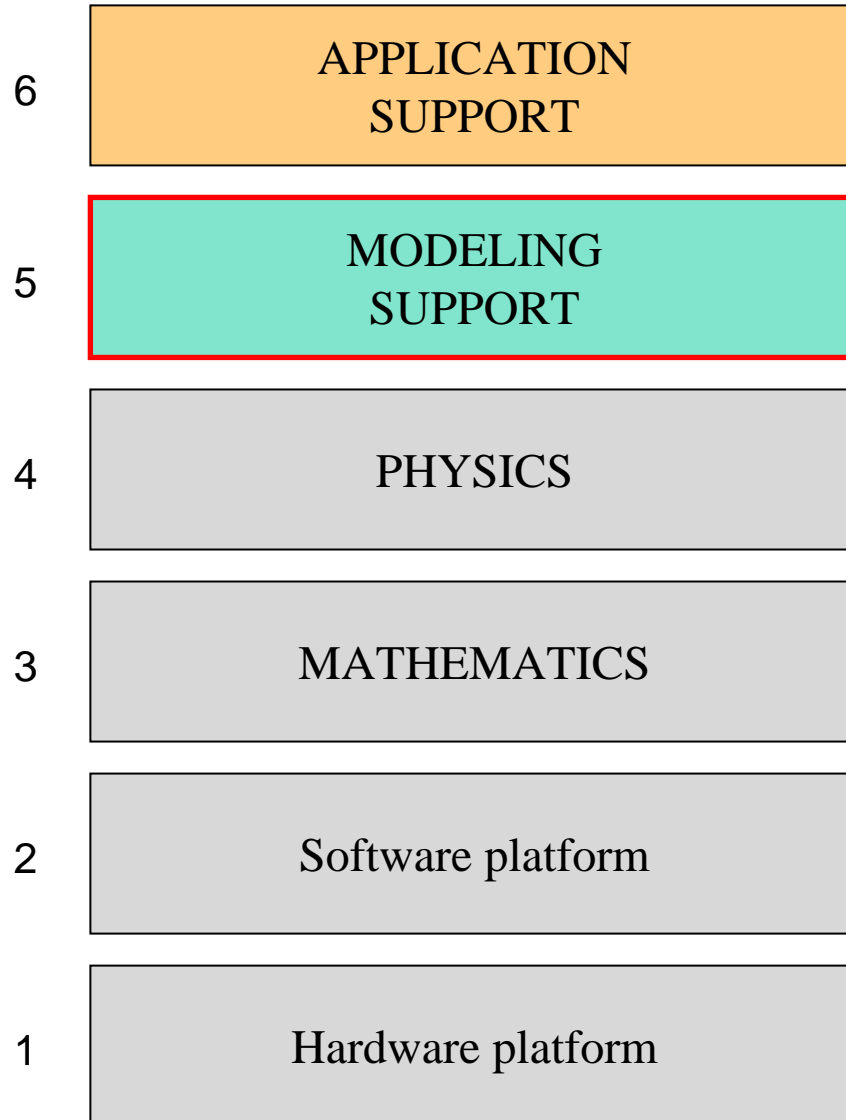 6
APPLICATION
SUPPORT
5
MODELING
SUPPORT
4
PHYSICS
3
MATHEMATICS
2
Software platform
1
Hardware platform